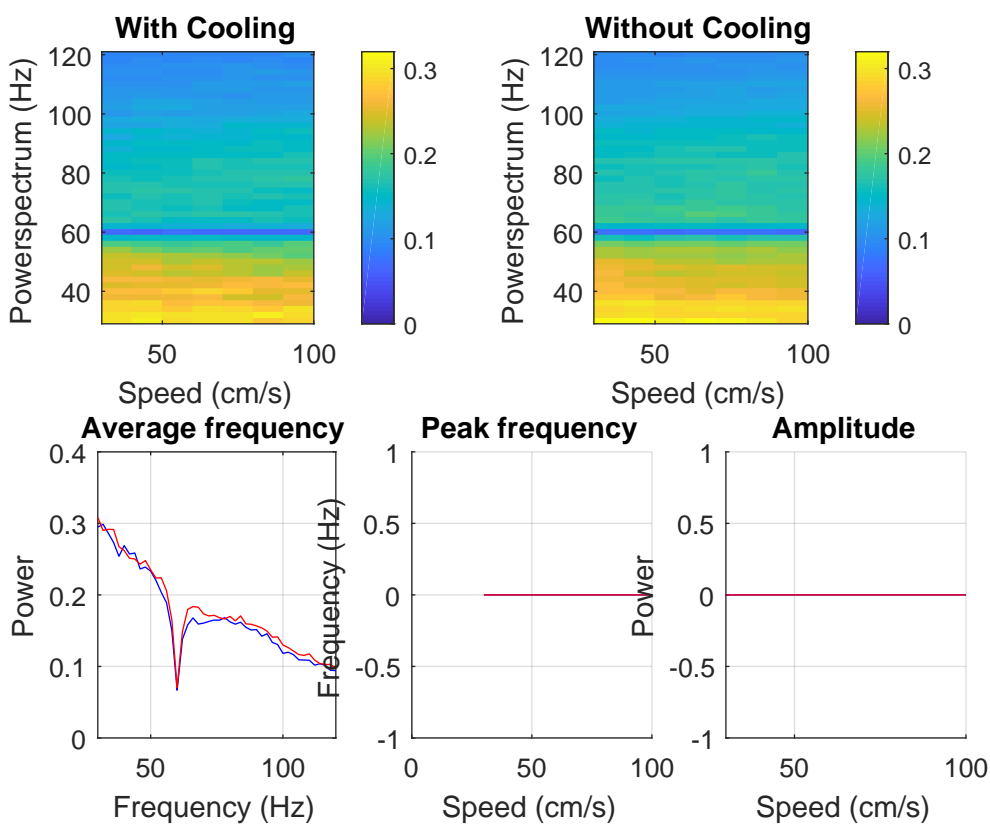 With Cooling
Powerspectrum (Hz)
120
100
80
60
40
50
100
Speed (cm/s)
0.3
0.2
0.1
0
Without Cooling
Powerspectrum (Hz)
120
100
80
60
40
50
100
Speed (cm/s)
0.3
0.2
0.1
0
Average frequency
Power
0.4
0.3
0.2
0.1
0
50
100
Frequency (Hz)
Peak frequency
Frequency (Hz)
1
0.5
0
-0.5
-1
0
50
100
Speed (cm/s)
Amplitude
Power
1
0.5
0
-0.5
-1
50
100
Speed (cm/s)